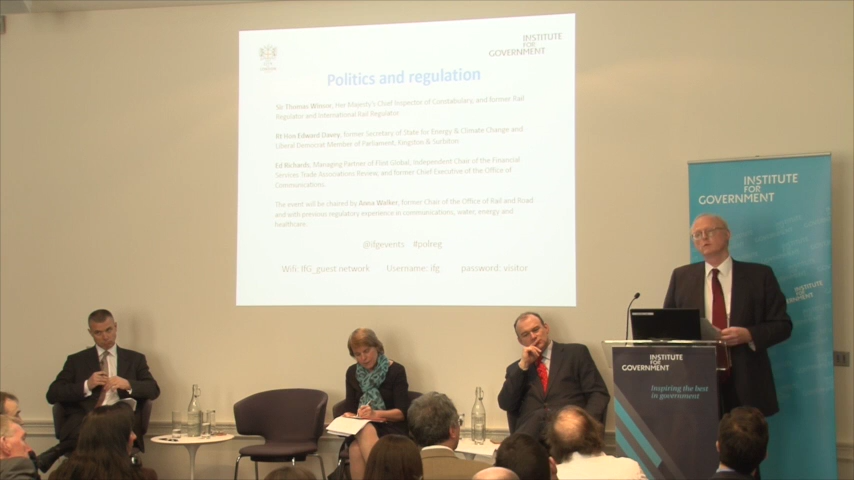 INSTITUTE
FOR
GOVERNMENT
Politics and regulation
Sir Thomas Winsor, Her Majesty's Chief Inspector of Constabulary, and former Rail
Regulator and International Rail Regulator
Rt Hon Edward Davey, former Secretary of State for Energy & Climate Change and
Liberal Democrat Member of Parliament, Kingston & Surbiton
Ed Richards, Managing Partner of Flint Global, Independent Chair of the Financial
Services Trade Associations Review, and former Chief Executive of the Office of
Communications.
The event will be chaired by Anna Walker, former Chair of the Office of Rail and Road
and with previous regulatory experience in communications, water, energy and
healthcare.
@ifgevents #polreg
Wifi: IfG_guest network Username: ifg password: visitor
INSTITUTE
FOR
GOVERNMENT
INSTITUTE
FOR
GOVERNMENT
Inspiring the best
in government